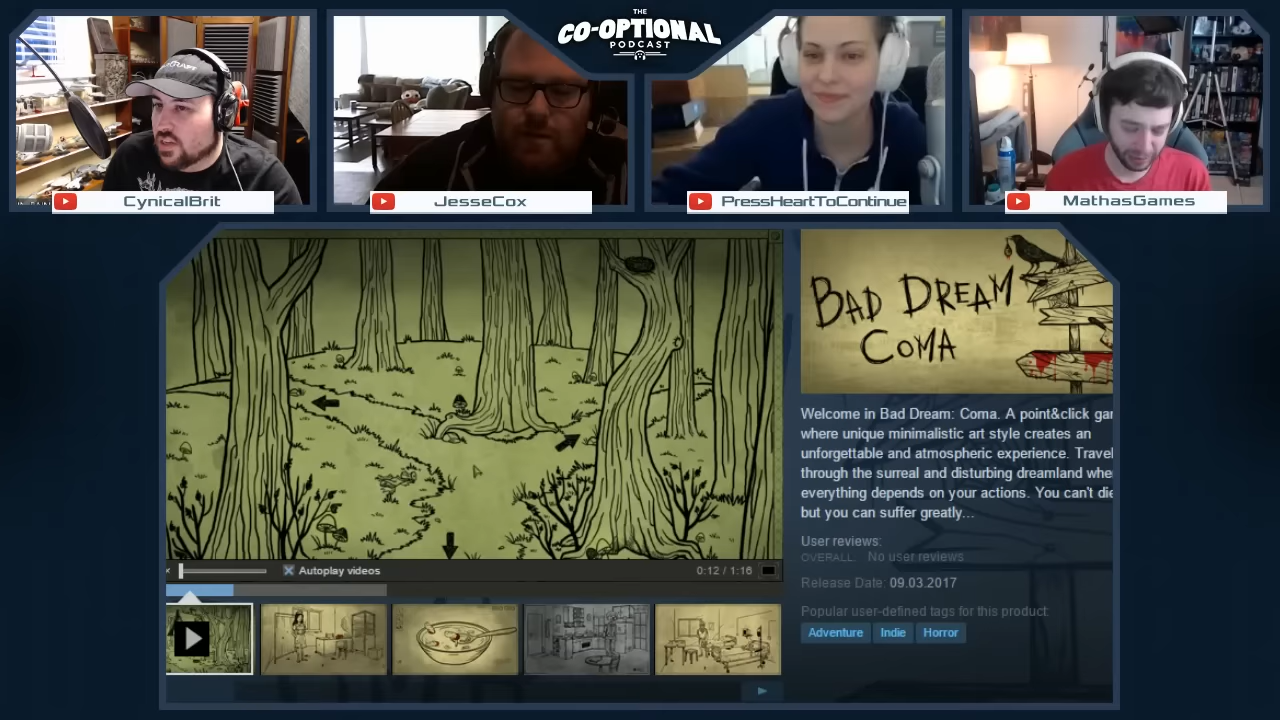 THE
CO-OPTIONAL
PODCAST
CynicalBrit
JesseCox
PressHeartToContinue
MathasGames
BAD DREAM
COMA
Welcome in Bad Dream: Coma. A point&click gar
where unique minimalistic art style creates an
unforgettable and atmospheric experience. Travel
through the surreal and disturbing dreamland whe
everything depends on your actions. You can't die
but you can suffer greatly...
User reviews:
OVERALL: No user reviews
Release Date: 09.03.2017
Popular user-defined tags for this product:
Adventure Indie Horror
Autoplay videos 0:12 / 1:16